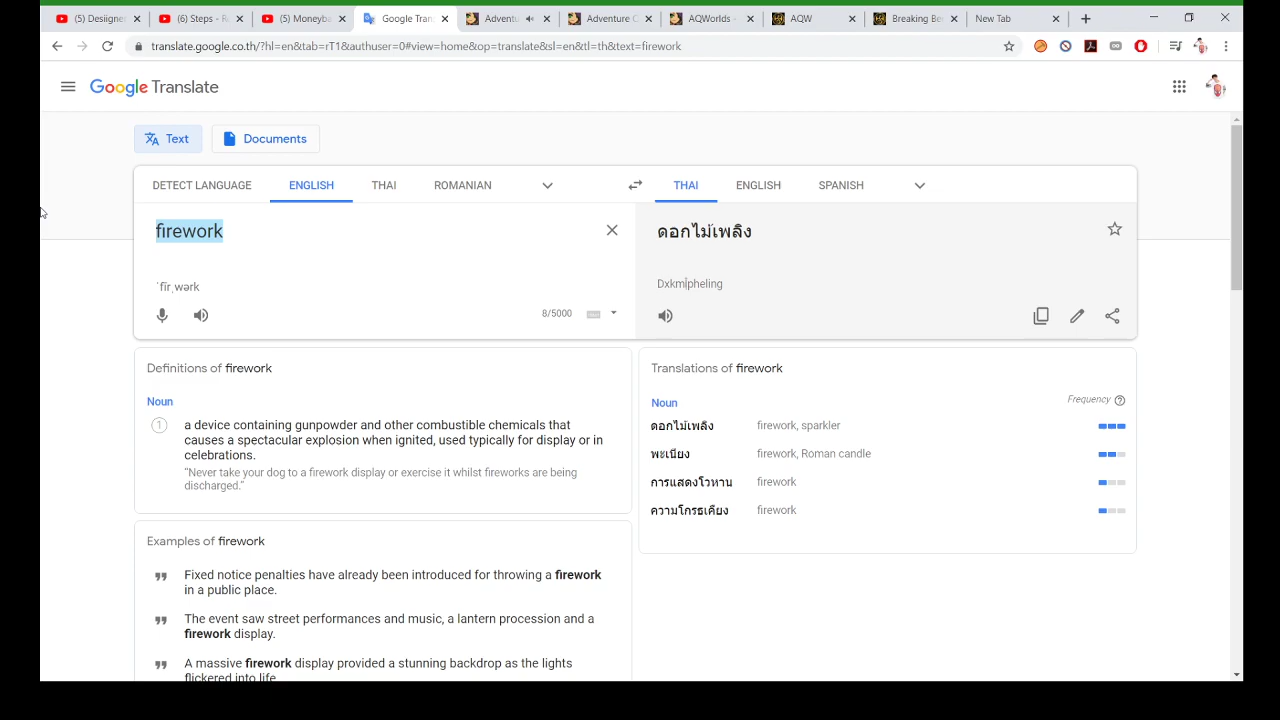 (5) Desiigne
(6) Steps - R
(5) Moneyba
Google Tran
Adventu
Adventure C
AQWorlds -
AQW
Breaking Be
New Tab
translate.google.co.th/?hl=en&tab=rT1&authuser=0#view=home&op=translate&sl=en&tl=th&text=firework
Google Translate
Text
Documents
DETECT LANGUAGE
ENGLISH
THAI
ROMANIAN
THAI
ENGLISH
SPANISH
firework
ดอกไม้เพลิง
ˈfīrˌwərk
Dxkmị̂pheling
8/5000
Definitions of firework
Noun
1
a device containing gunpowder and other combustible chemicals that
causes a spectacular explosion when ignited, used typically for display or in
celebrations.
"Never take your dog to a firework display or exercise it whilst fireworks are being
discharged."
Translations of firework
Noun
Frequency
ดอกไม้เพลิง firework, sparkler
พะเนียง firework, Roman candle
การแสดงโวหาน firework
ความโกรธเคือง firework
Examples of firework
Fixed notice penalties have already been introduced for throwing a firework
in a public place.
The event saw street performances and music, a lantern procession and a
firework display.
A massive firework display provided a stunning backdrop as the lights
flickered into life